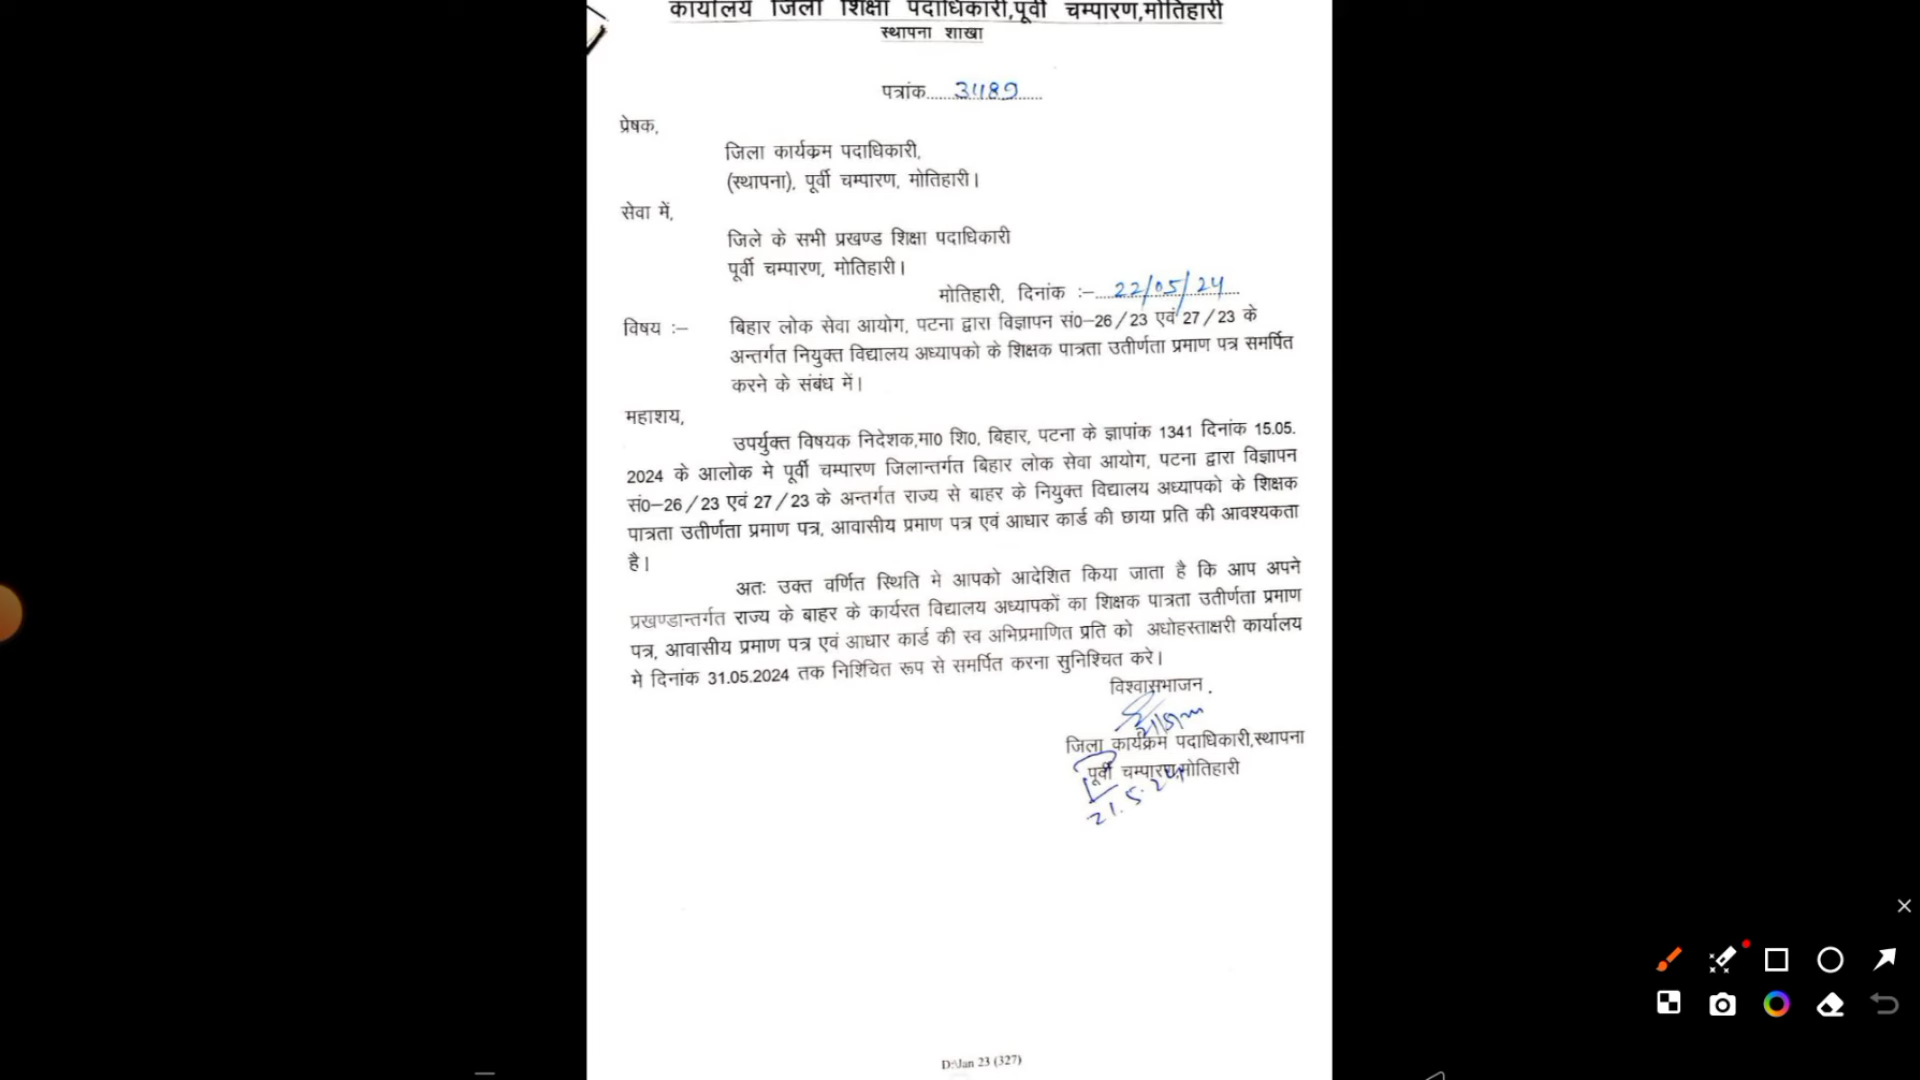 कार्यालय जिला शिक्षा पदाधिकारी,पूर्वी चम्पारण,मोतिहारी
स्थापना शाखा
पत्रांक.....3489.....
प्रेषक,
जिला कार्यक्रम पदाधिकारी,
(स्थापना), पूर्वी चम्पारण, मोतिहारी।
सेवा में,
जिले के सभी प्रखण्ड शिक्षा पदाधिकारी
पूर्वी चम्पारण, मोतिहारी।
मोतिहारी, दिनांक :–...22/05/24...
विषय :– बिहार लोक सेवा आयोग, पटना द्वारा विज्ञापन सं0–26/23 एवं 27/23 के
अन्तर्गत नियुक्त विद्यालय अध्यापको के शिक्षक पात्रता उतीर्णता प्रमाण पत्र समर्पित
करने के संबंध में।
महाशय,
उपर्युक्त विषयक निदेशक,मा0 शि0, बिहार, पटना के ज्ञापांक 1341 दिनांक 15.05.
2024 के आलोक मे पूर्वी चम्पारण जिलान्तर्गत बिहार लोक सेवा आयोग, पटना द्वारा विज्ञापन
सं0–26/23 एवं 27/23 के अन्तर्गत राज्य से बाहर के नियुक्त विद्यालय अध्यापको के शिक्षक
पात्रता उतीर्णता प्रमाण पत्र, आवासीय प्रमाण पत्र एवं आधार कार्ड की छाया प्रति की आवश्यकता
है।
अतः उक्त वर्णित स्थिति मे आपको आदेशित किया जाता है कि आप अपने
प्रखण्डान्तर्गत राज्य के बाहर के कार्यरत विद्यालय अध्यापकों का शिक्षक पात्रता उतीर्णता प्रमाण
पत्र, आवासीय प्रमाण पत्र एवं आधार कार्ड की स्व अभिप्रमाणित प्रति को अधोहस्ताक्षरी कार्यालय
मे दिनांक 31.05.2024 तक निश्चित रूप से समर्पित करना सुनिश्चित करे।
विश्वासभाजन
जिला कार्यक्रम पदाधिकारी,स्थापना
पूर्वी चम्पारण,मोतिहारी
21.5.24
D:\Jan 23 (327)